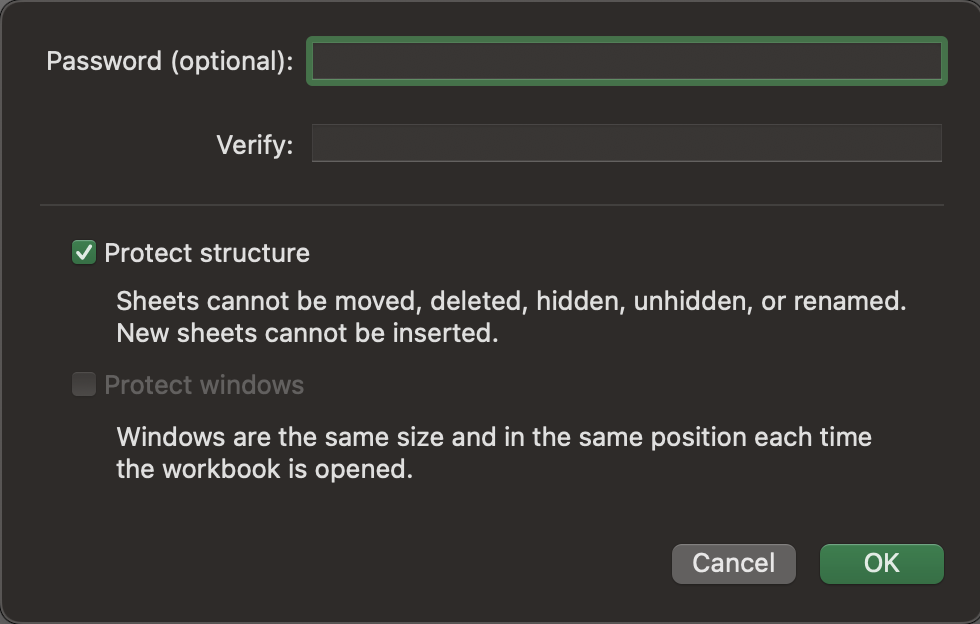 Password (optional):
Verify:
Protect structure
Sheets cannot be moved, deleted, hidden, unhidden, or renamed.
New sheets cannot be inserted.
Protect windows
Windows are the same size and in the same position each time
the workbook is opened.
Cancel OK